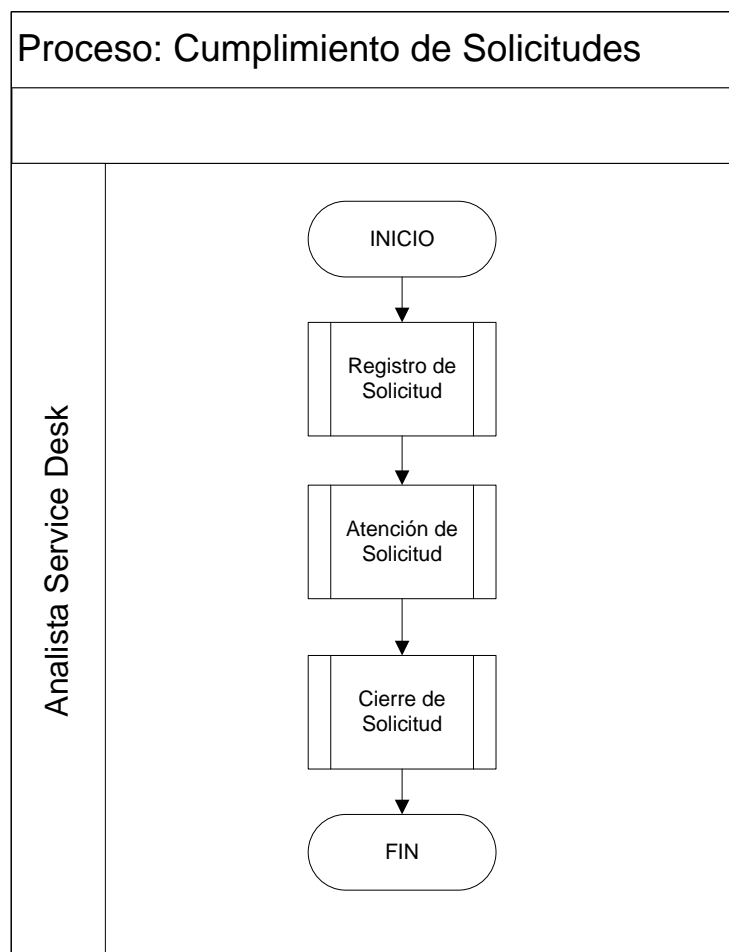 Proceso: Cumplimiento de Solicitudes
Analista Service Desk
INICIO
Registro de
Solicitud
Atención de
Solicitud
Cierre de
Solicitud
FIN